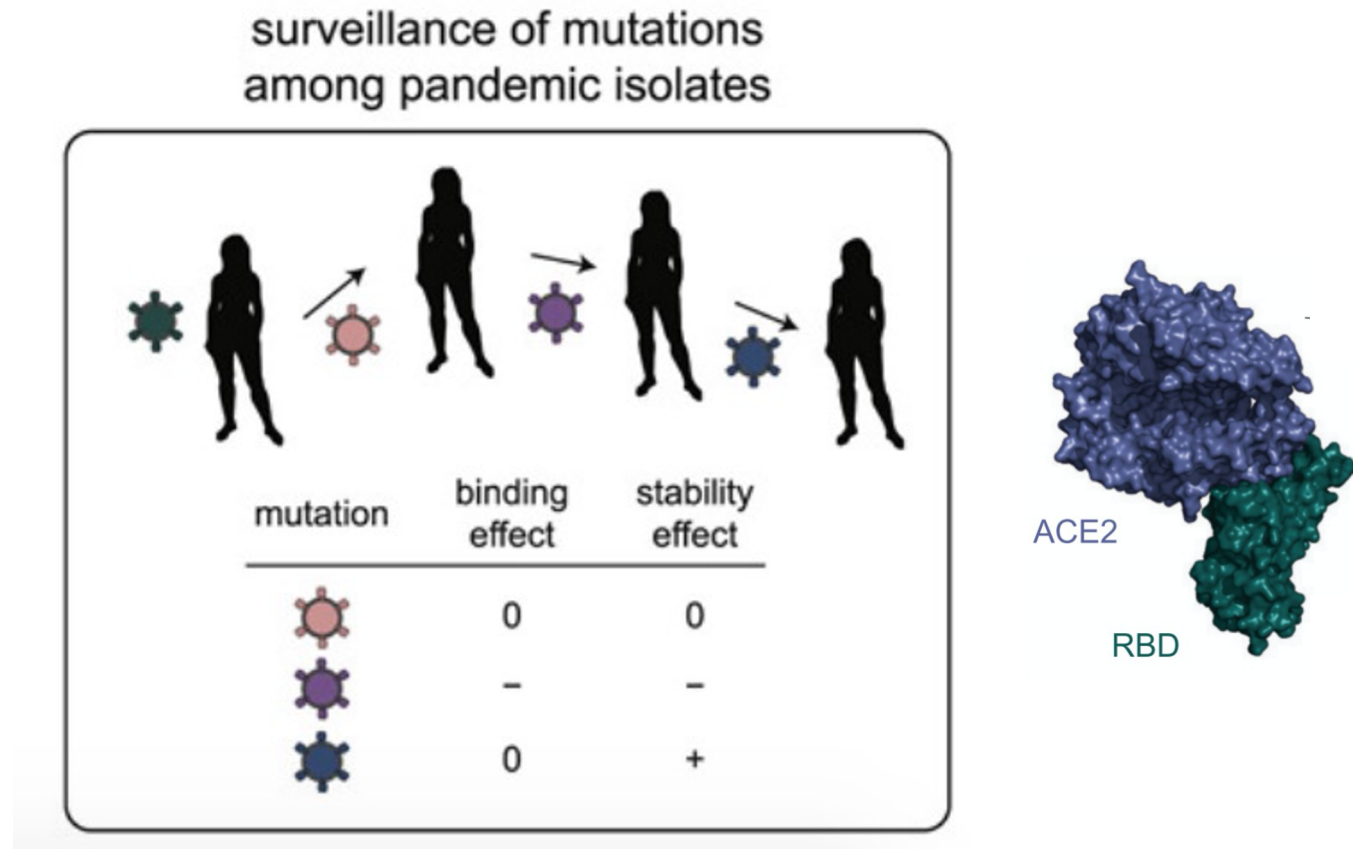 surveillance of mutations
among pandemic isolates
mutation binding effect stability effect
0 0
– –
0 +
ACE2
RBD